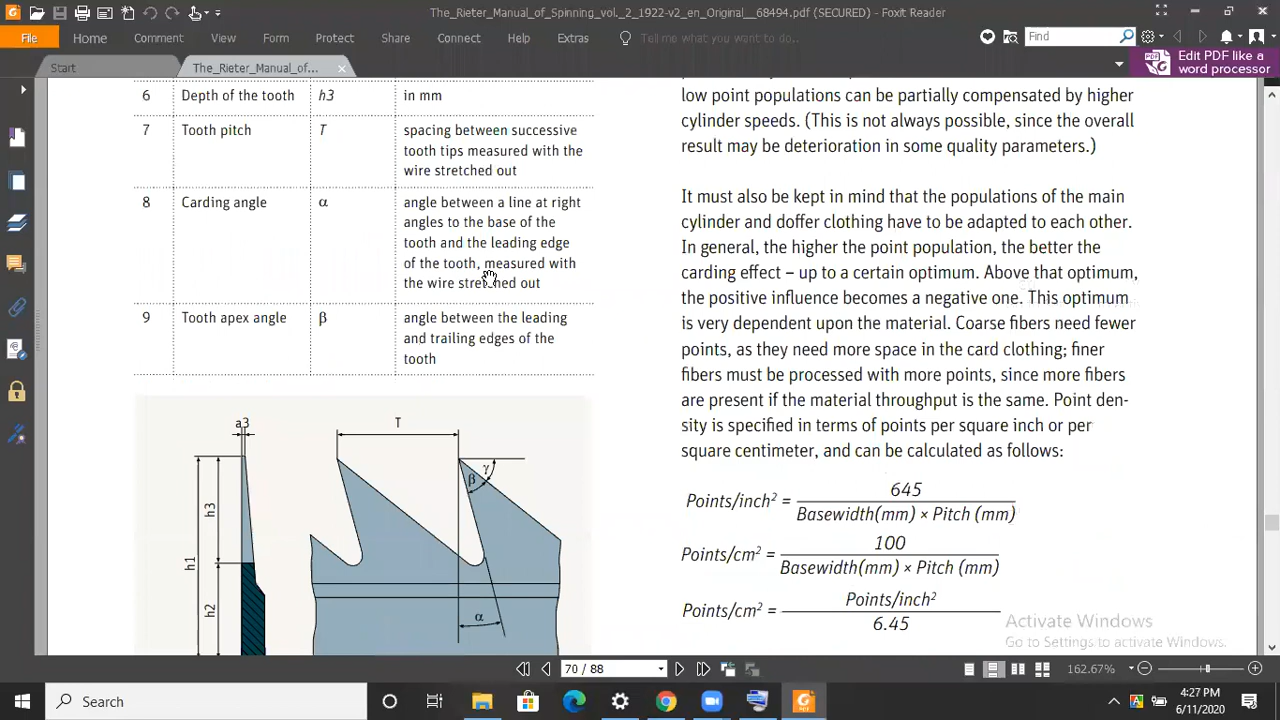 The_Rieter_Manual_of_Spinning_vol._2_1922-v2_en_Original__68494.pdf (SECURED) - Foxit Reader
File Home Comment View Form Protect Share Connect Help Extras Tell me what you want to do... Find
Edit PDF like a
word processor
Start The_Rieter_Manual_of_...
6 Depth of the tooth h3 in mm
7 Tooth pitch T spacing between successive
tooth tips measured with the
wire stretched out
8 Carding angle α angle between a line at right
angles to the base of the
tooth and the leading edge
of the tooth, measured with
the wire stretched out
9 Tooth apex angle β angle between the leading
and trailing edges of the
tooth
a3
T
γ
β
h3
h1
h2
α
low point populations can be partially compensated by higher
cylinder speeds. (This is not always possible, since the overall
result may be deterioration in some quality parameters.)
It must also be kept in mind that the populations of the main
cylinder and doffer clothing have to be adapted to each other.
In general, the higher the point population, the better the
carding effect – up to a certain optimum. Above that optimum,
the positive influence becomes a negative one. This optimum
is very dependent upon the material. Coarse fibers need fewer
points, as they need more space in the card clothing; finer
fibers must be processed with more points, since more fibers
are present if the material throughput is the same. Point den-
sity is specified in terms of points per square inch or per
square centimeter, and can be calculated as follows:
Points/inch² = 645 / Basewidth(mm) × Pitch (mm)
Points/cm² = 100 / Basewidth(mm) × Pitch (mm)
Points/cm² = Points/inch² / 6.45
Activate Windows
Go to Settings to activate Windows.
70 / 88
162.67%
Search
4:27 PM
6/11/2020